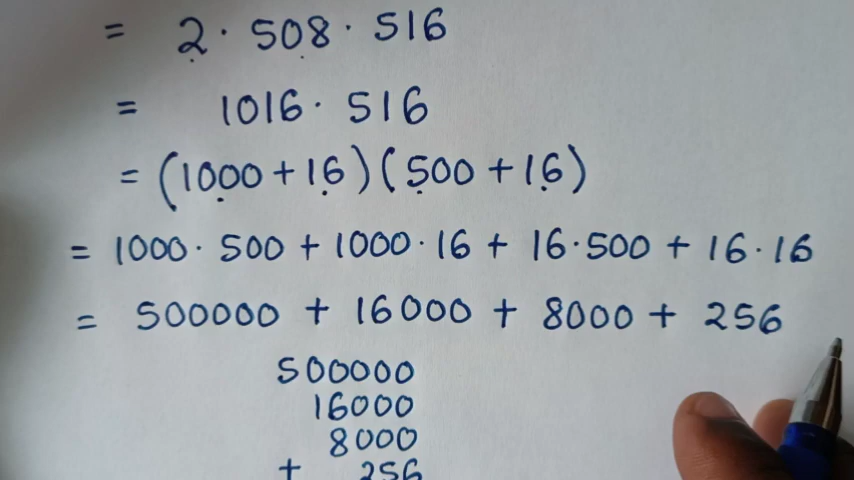 = 2 · 508 · 516
= 1016 · 516
= (1000 + 16) (500 + 16)
= 1000 · 500 + 1000 · 16 + 16 · 500 + 16 · 16
= 500000 + 16000 + 8000 + 256
500000
16000
8000
+ 256